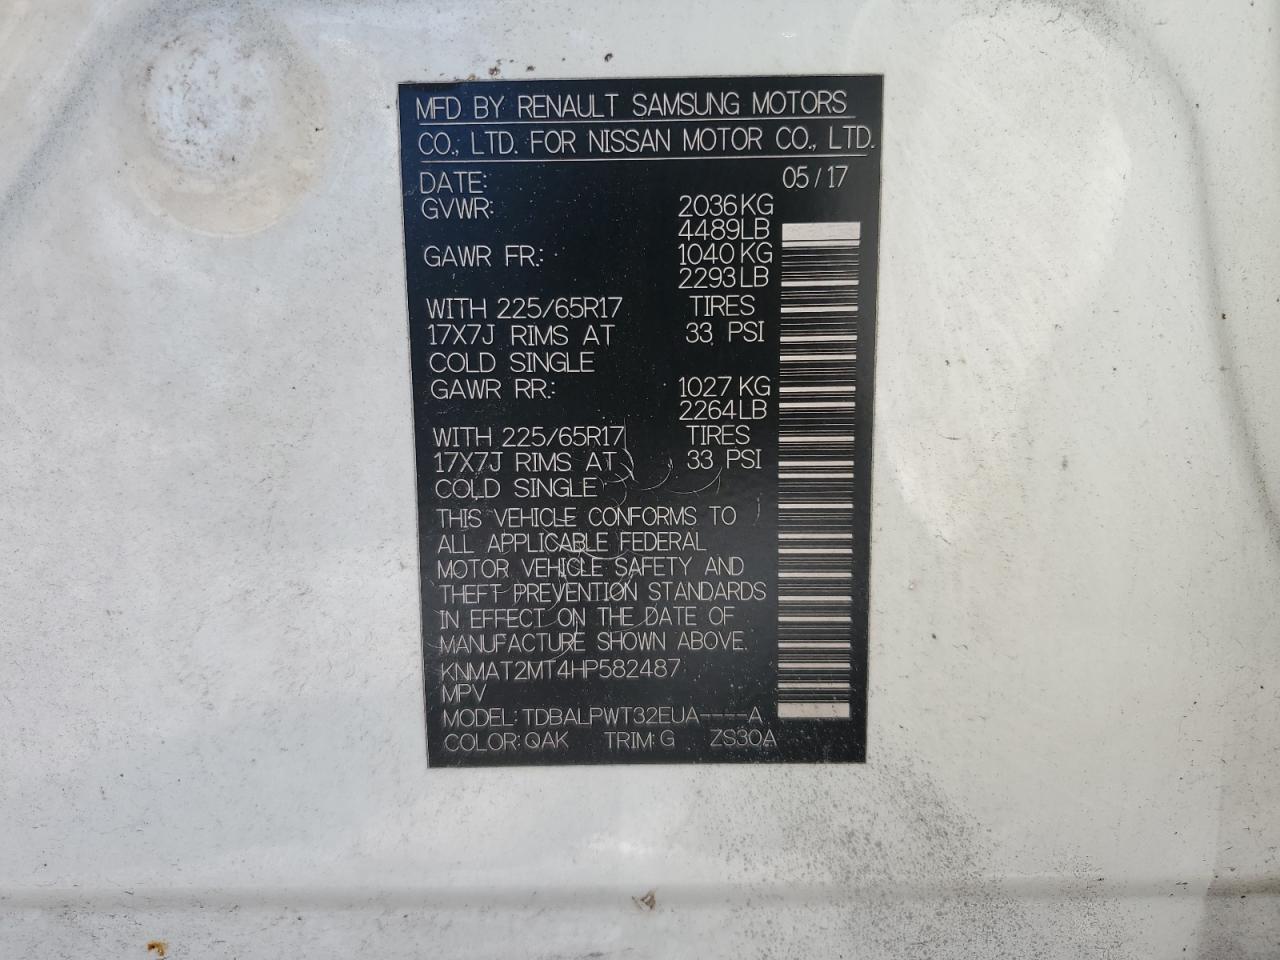 MFD BY RENAULT SAMSUNG MOTORS
CO., LTD. FOR NISSAN MOTOR CO., LTD.
DATE: 05/17
GVWR: 2036KG
4489LB
GAWR FR.: 1040KG
2293LB
WITH 225/65R17 TIRES
17X7J RIMS AT 33 PSI
COLD SINGLE
GAWR RR.: 1027KG
2264LB
WITH 225/65R17 TIRES
17X7J RIMS AT 33 PSI
COLD SINGLE
THIS VEHICLE CONFORMS TO
ALL APPLICABLE FEDERAL
MOTOR VEHICLE SAFETY AND
THEFT PREVENTION STANDARDS
IN EFFECT ON THE DATE OF
MANUFACTURE SHOWN ABOVE.
KNMAT2MT4HP582487
MPV
MODEL: TDBALPWT32EUA----A
COLOR: QAK TRIM: G ZS30A